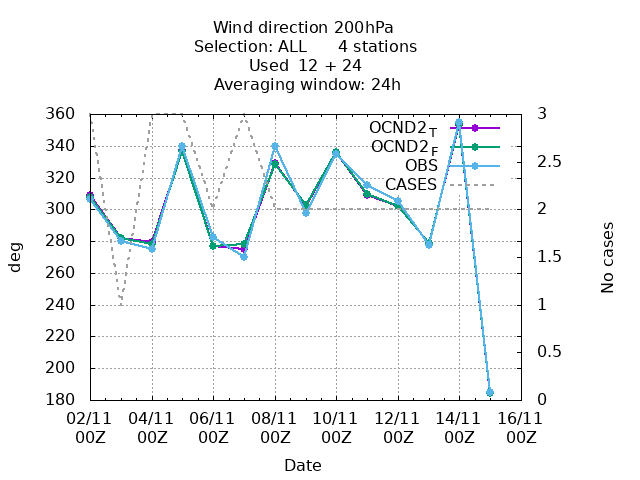 Wind direction 200hPa
Selection: ALL 4 stations
Used 12 + 24
Averaging window: 24h
360
340
320
300
280
260
240
220
200
180
deg
OCND2T
OCND2F
OBS
CASES
3
2.5
2
1.5
1
0.5
0
No cases
02/11 04/11 06/11 08/11 10/11 12/11 14/11 16/11
00Z 00Z 00Z 00Z 00Z 00Z 00Z 00Z
Date